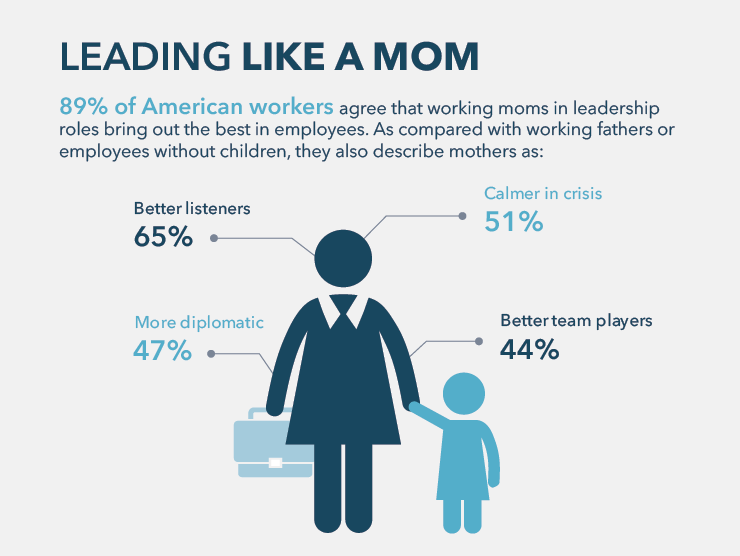 LEADING LIKE A MOM
89% of American workers agree that working moms in leadership
roles bring out the best in employees. As compared with working fathers or
employees without children, they also describe mothers as:
Calmer in crisis
51%
Better listeners
65%
More diplomatic
47%
Better team players
44%